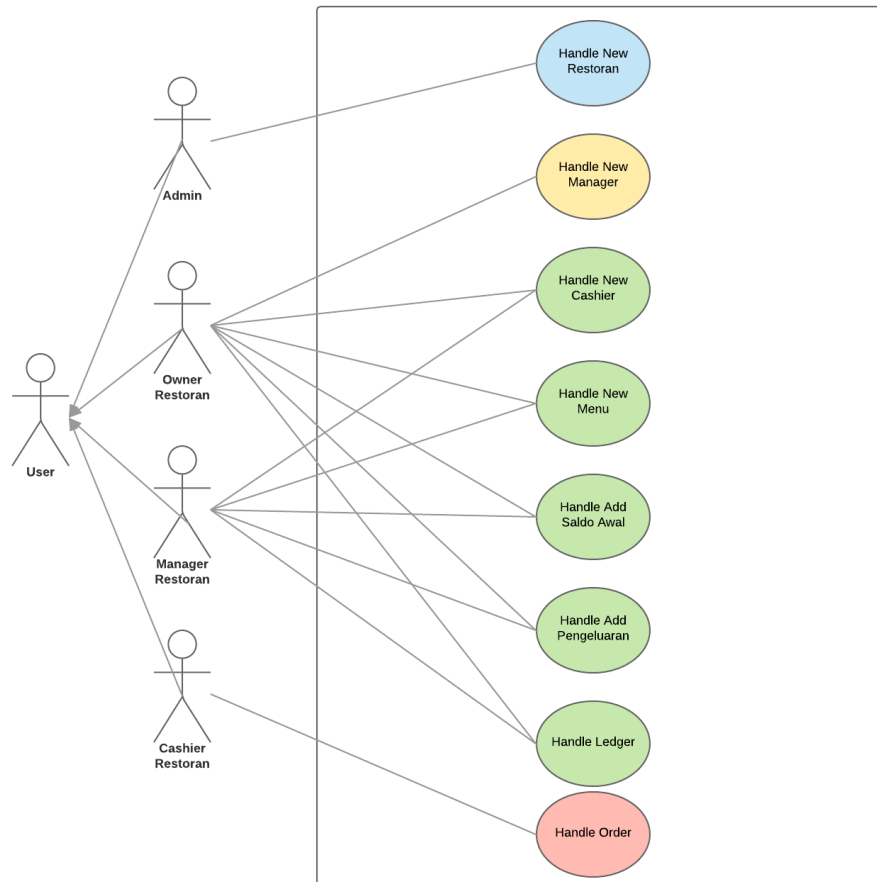 Handle New
Restoran
Admin
Handle New
Manager
Handle New
Cashier
Owner
Restoran
Handle New
Menu
User
Handle Add
Saldo Awal
Manager
Restoran
Handle Add
Pengeluaran
Cashier
Restoran
Handle Ledger
Handle Order